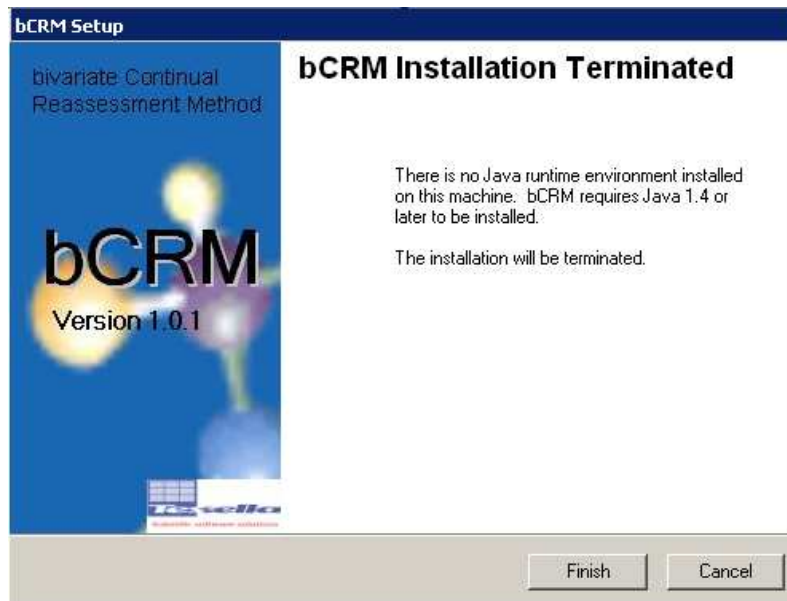 bCRM Setup
bivariate Continual
Reassessment Method
bCRM
Version 1.0.1
bCRM Installation Terminated
There is no Java runtime environment installed
on this machine. bCRM requires Java 1.4 or
later to be installed.
The installation will be terminated.
Finish
Cancel